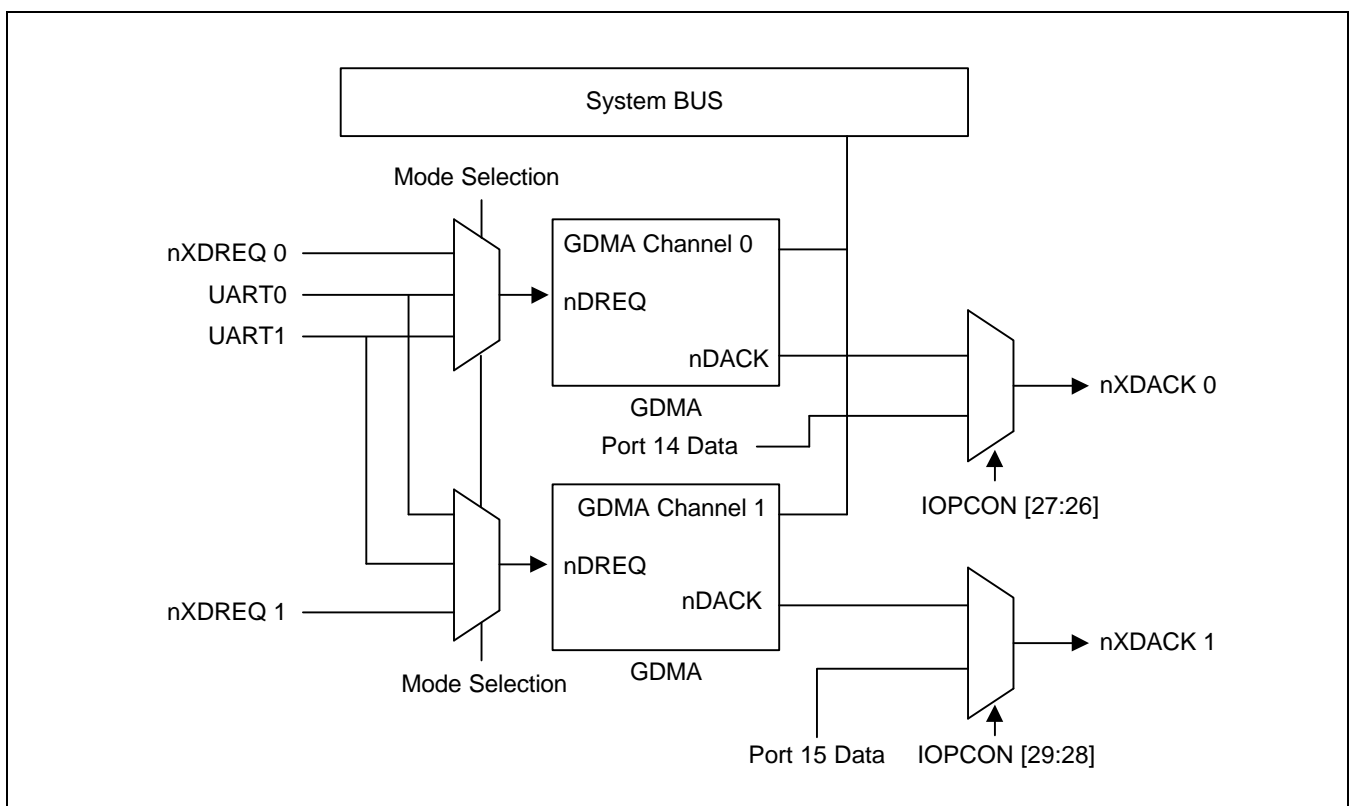 System BUS
Mode Selection
nXDREQ 0
UART0
UART1
GDMA Channel 0
nDREQ
nDACK
GDMA
Port 14 Data
nXDACK 0
IOPCON [27:26]
GDMA Channel 1
nDREQ
nDACK
GDMA
nXDREQ 1
Mode Selection
nXDACK 1
Port 15 Data
IOPCON [29:28]